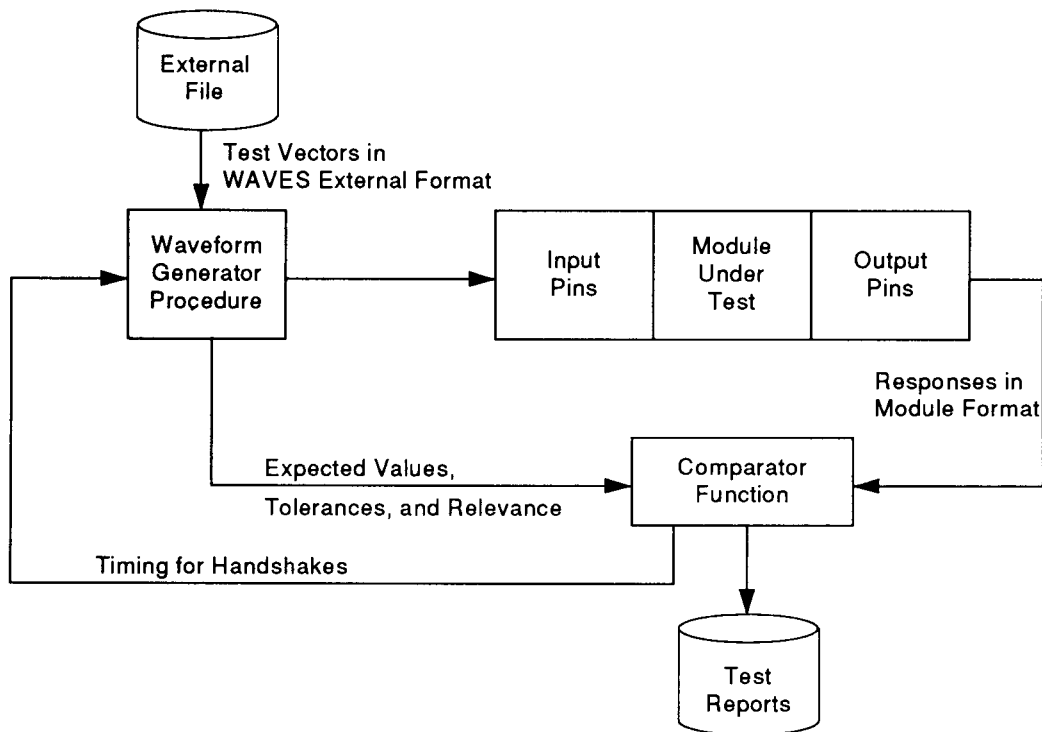 External
File
Test Vectors in
WAVES External Format
Waveform
Generator
Procedure
Input
Pins
Module
Under
Test
Output
Pins
Responses in
Module Format
Expected Values,
Tolerances, and Relevance
Comparator
Function
Timing for Handshakes
Test
Reports